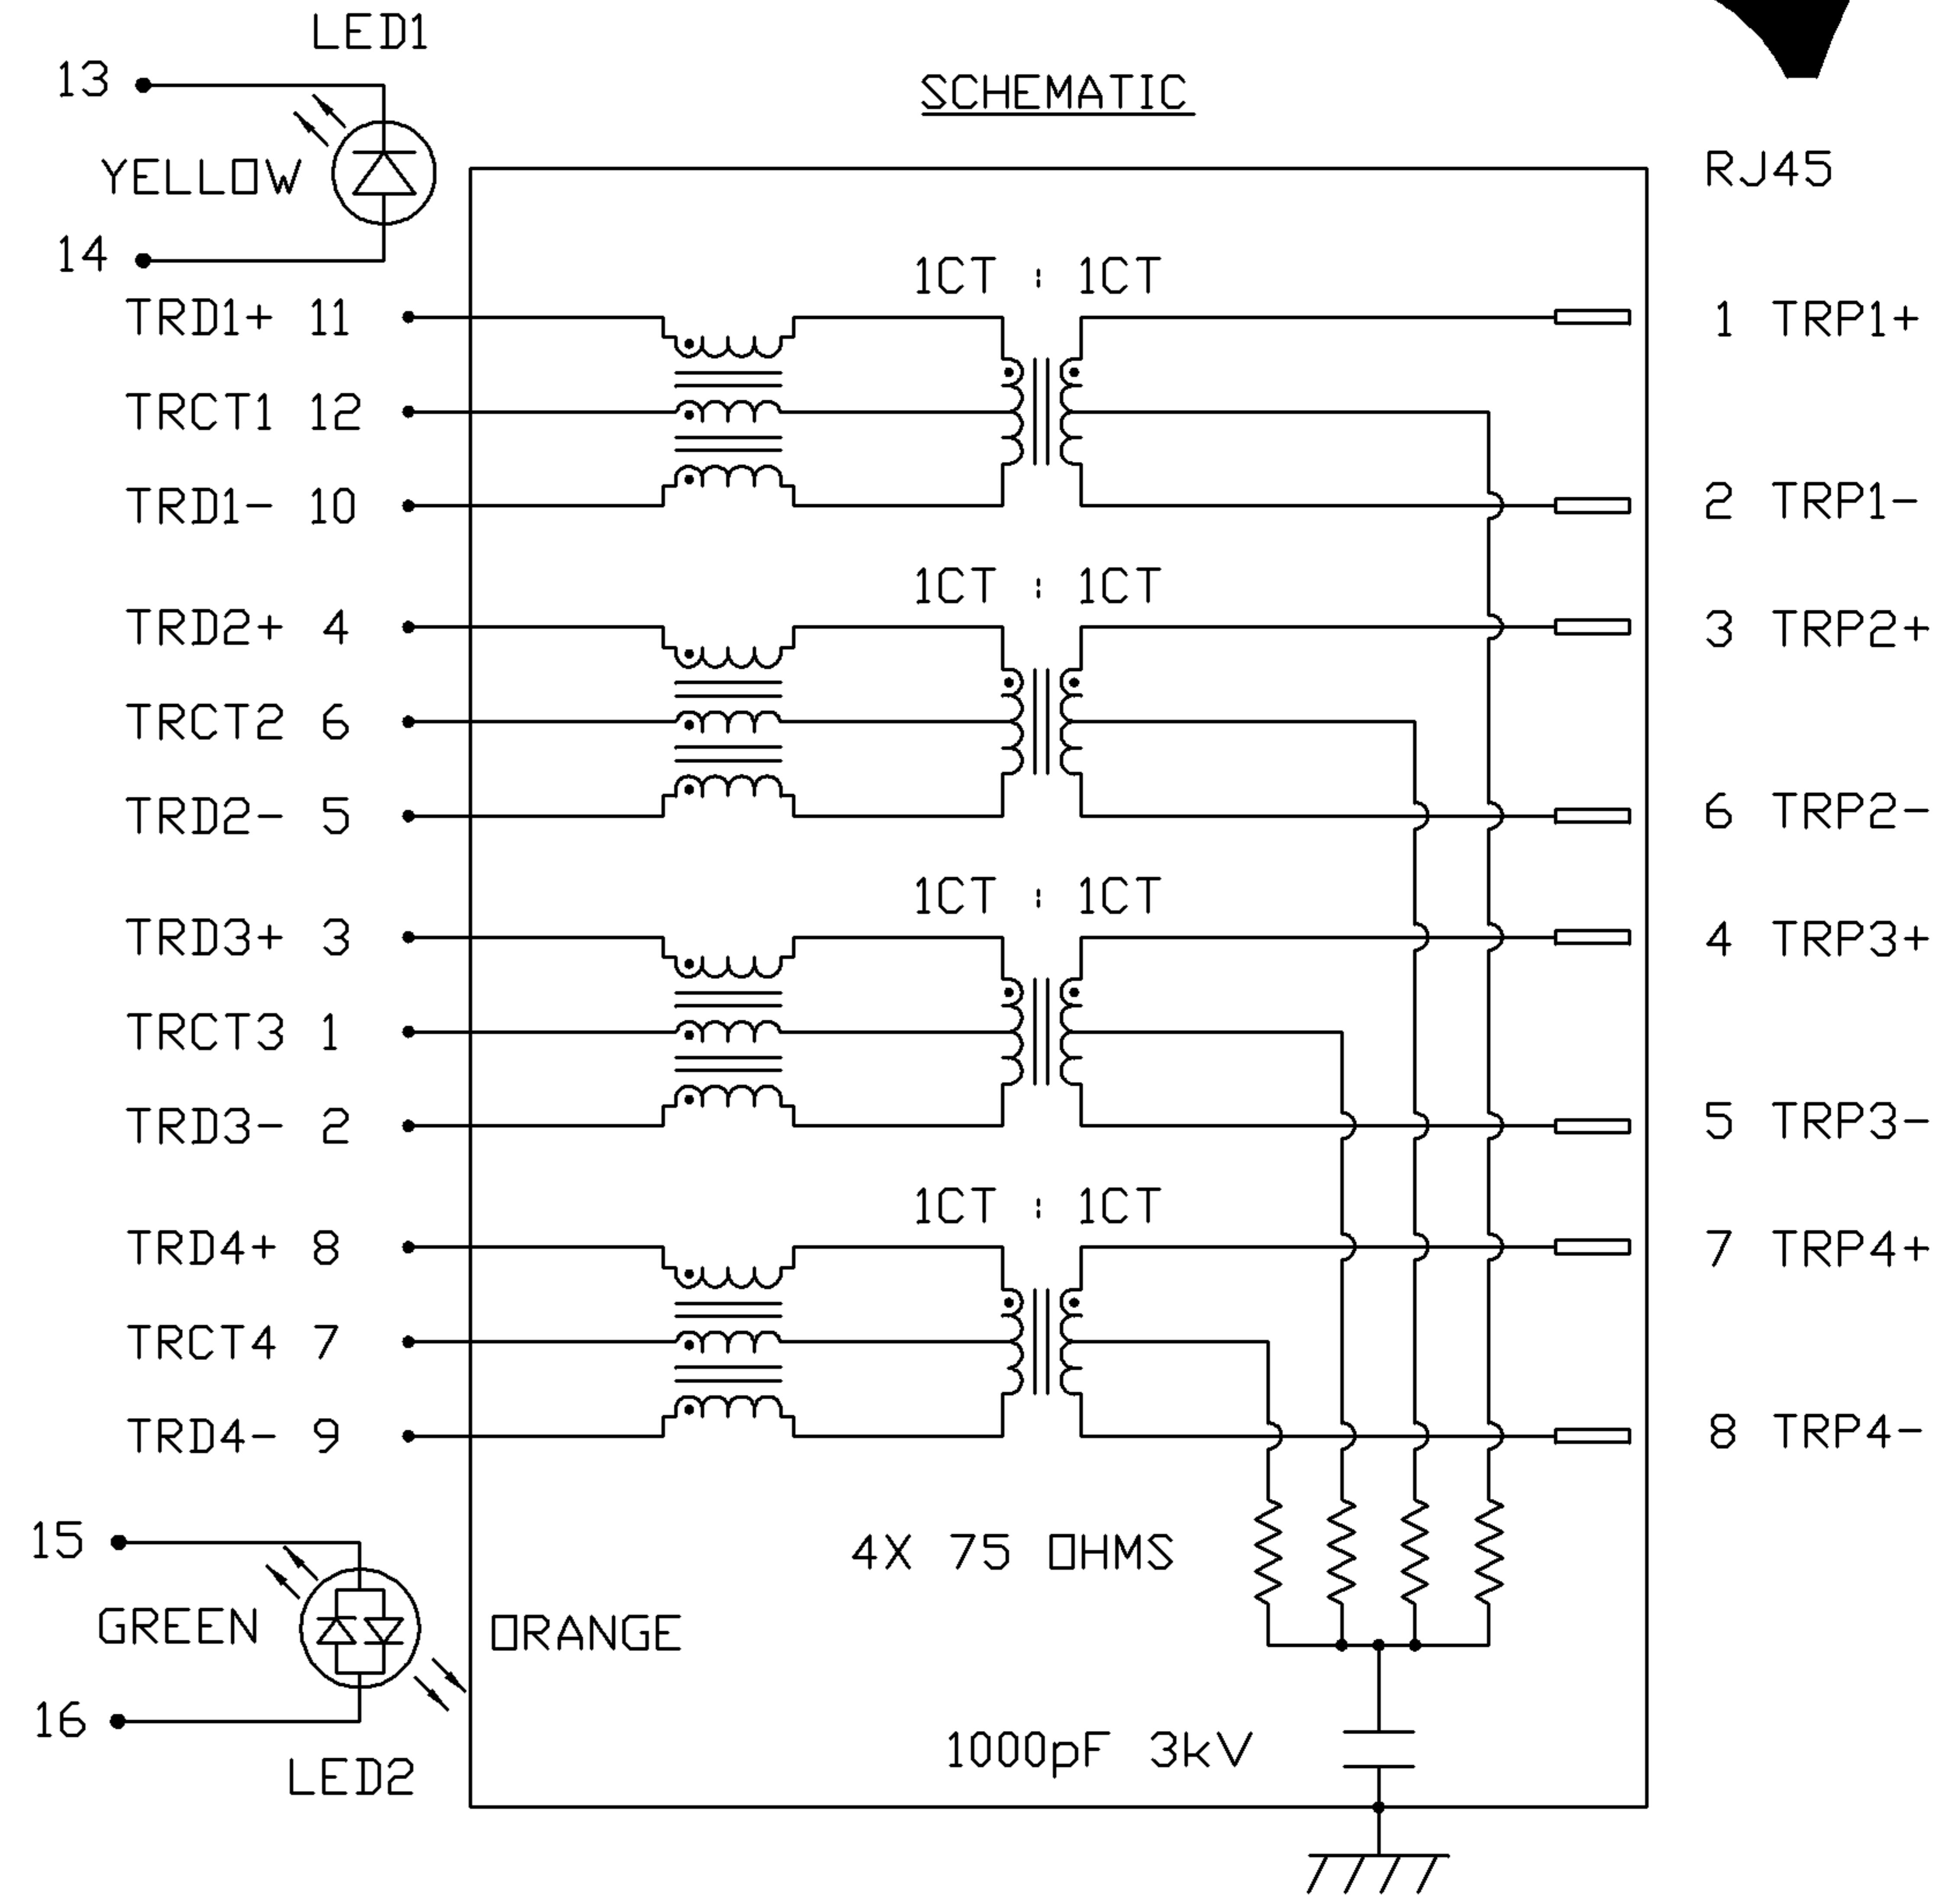 LED1
13
SCHEMATIC
YELLOW
RJ45
14
1CT : 1CT
TRD1+ 11
1 TRP1+
TRCT1 12
TRD1- 10
2 TRP1-
1CT : 1CT
TRD2+ 4
3 TRP2+
TRCT2 6
TRD2- 5
6 TRP2-
1CT : 1CT
TRD3+ 3
4 TRP3+
TRCT3 1
TRD3- 2
5 TRP3-
1CT : 1CT
TRD4+ 8
7 TRP4+
TRCT4 7
TRD4- 9
8 TRP4-
15
4X 75 OHMS
GREEN
ORANGE
16
1000pF 3kV
LED2